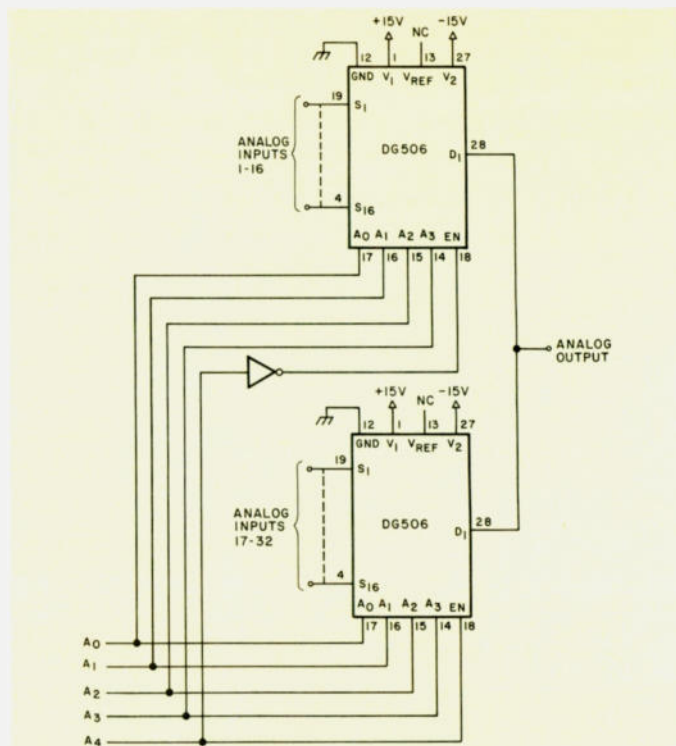 +15V NC -15V
12 1 13 27
GND V1 VREF V2
19 S1
ANALOG
INPUTS
1-16
DG506
D1 28
4 S16
A0 A1 A2 A3 EN
17 16 15 14 18
ANALOG
OUTPUT
+15V NC -15V
12 1 13 27
GND V1 VREF V2
19 S1
ANALOG
INPUTS
17-32
DG506
D1 28
4 S16
A0 A1 A2 A3 EN
17 16 15 14 18
A0
A1
A2
A3
A4